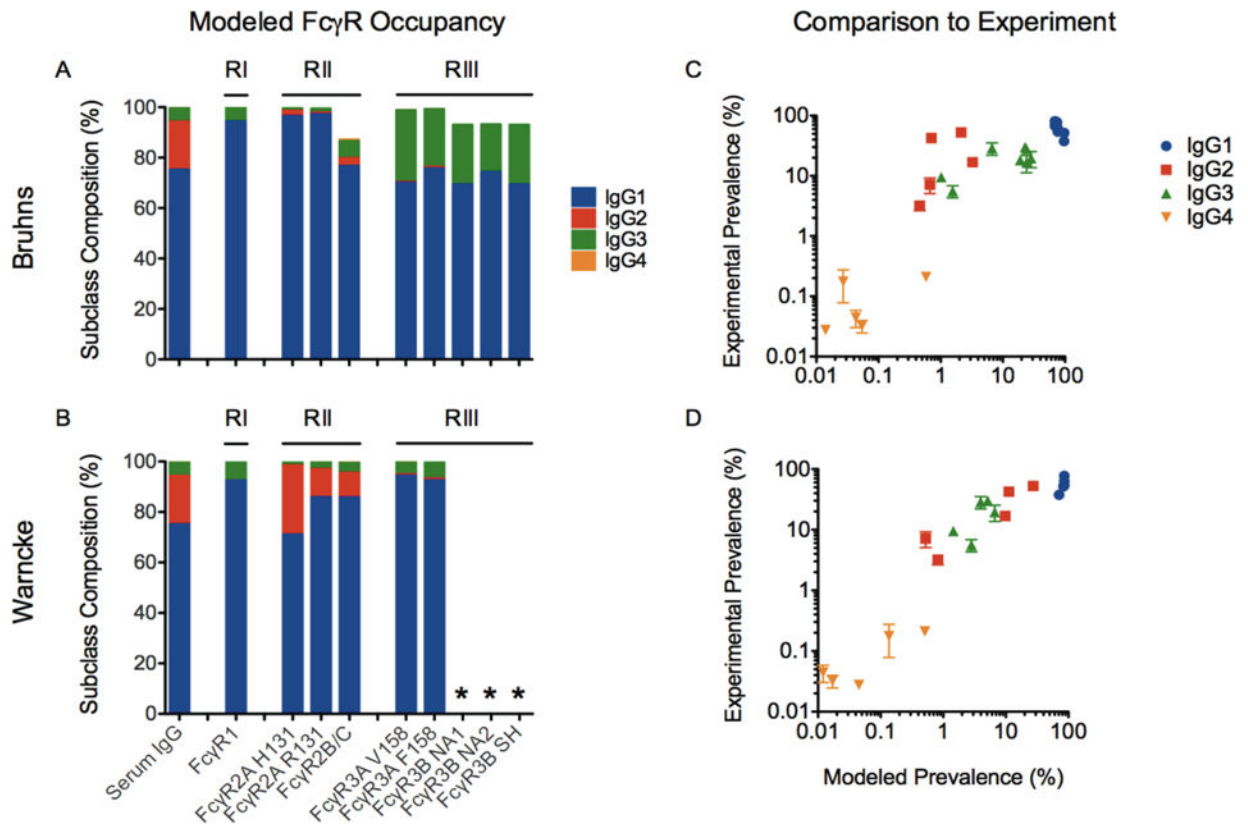 Modeled FcγR Occupancy
Comparison to Experiment
A
RI
RII
RIII
Bruhns
Subclass Composition (%)
100
80
60
40
20
0
IgG1
IgG2
IgG3
IgG4
C
Experimental Prevalence (%)
100
10
1
0.1
0.01
0.01
0.1
1
10
100
IgG1
IgG2
IgG3
IgG4
B
RI
RII
RIII
Warncke
Subclass Composition (%)
100
80
60
40
20
0
* * *
Serum IgG
FcγR1
FcγR2A H131
FcγR2A R131
FcγR2B/C
FcγR3A V158
FcγR3A F158
FcγR3B NA1
FcγR3B NA2
FcγR3B SH
D
Experimental Prevalence (%)
100
10
1
0.1
0.01
0.01
0.1
1
10
100
Modeled Prevalence (%)